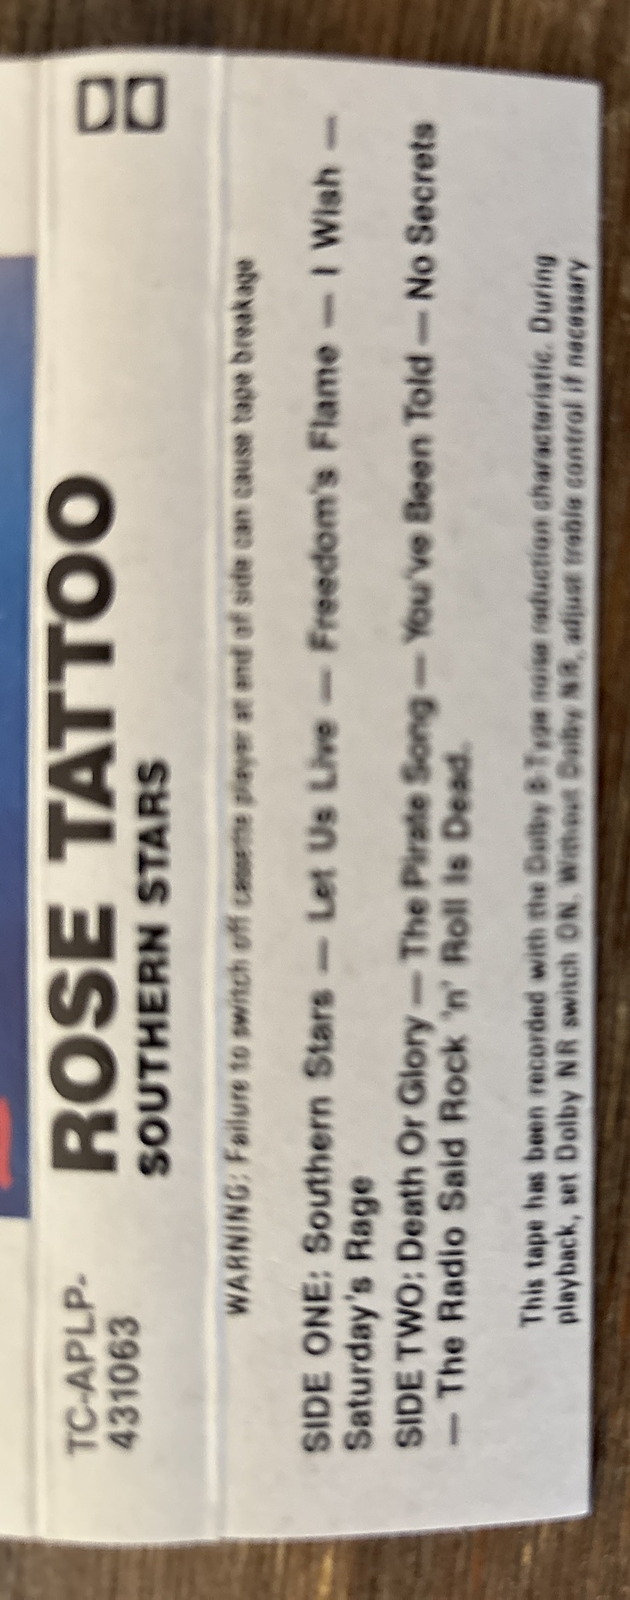 TC-APLP-
431063
ROSE TATTOO
SOUTHERN STARS
WARNING: Failure to switch off cassette player at end of side can cause tape breakage
SIDE ONE: Southern Stars — Let Us Live — Freedom's Flame — I Wish —
Saturday's Rage
SIDE TWO: Death Or Glory — The Pirate Song — You've Been Told — No Secrets
— The Radio Said Rock 'n' Roll Is Dead.
This tape has been recorded with the Dolby B-Type noise reduction characteristic. During
playback, set Dolby NR switch ON. Without Dolby NR, adjust treble control if necessary